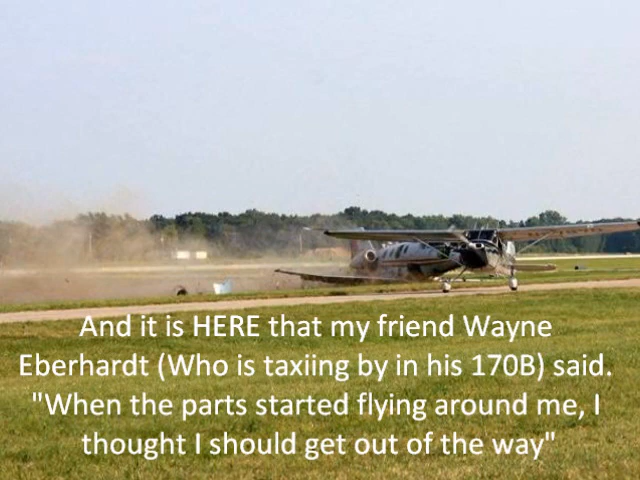 And it is HERE that my friend Wayne
Eberhardt (Who is taxiing by in his 170B) said.
"When the parts started flying around me, I
thought I should get out of the way"